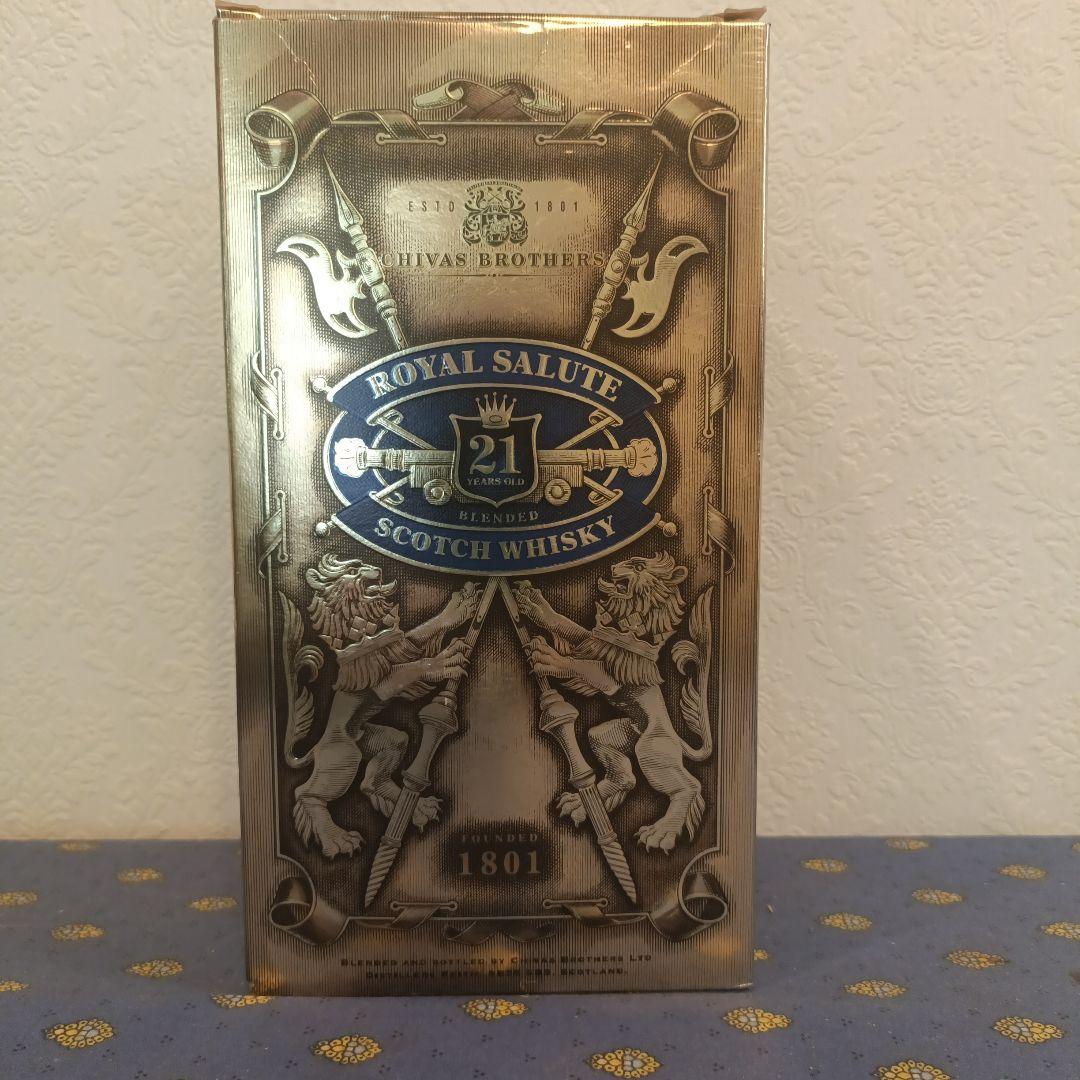 ESTD 1801
CHIVAS BROTHERS
ROYAL SALUTE
21
YEARS OLD
BLENDED
SCOTCH WHISKY
FOUNDED
1801
BLENDED AND BOTTLED BY CHIVAS BROTHERS LTD
DISTILLERS SCOTLAND.